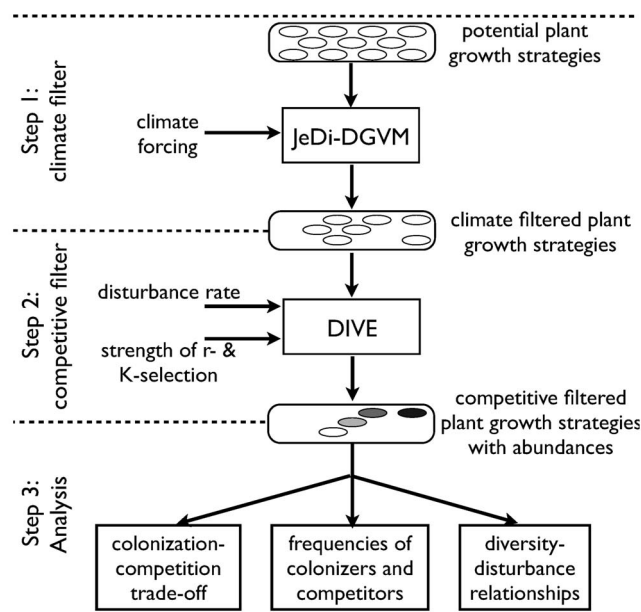 potential plant
growth strategies
Step 1:
climate filter
climate
forcing
JeDi-DGVM
climate filtered plant
growth strategies
Step 2:
competitive filter
disturbance rate
DIVE
strength of r- &
K-selection
competitive filtered
plant growth strategies
with abundances
Step 3:
Analysis
colonization-
competition
trade-off
frequencies of
colonizers and
competitors
diversity-
disturbance
relationships